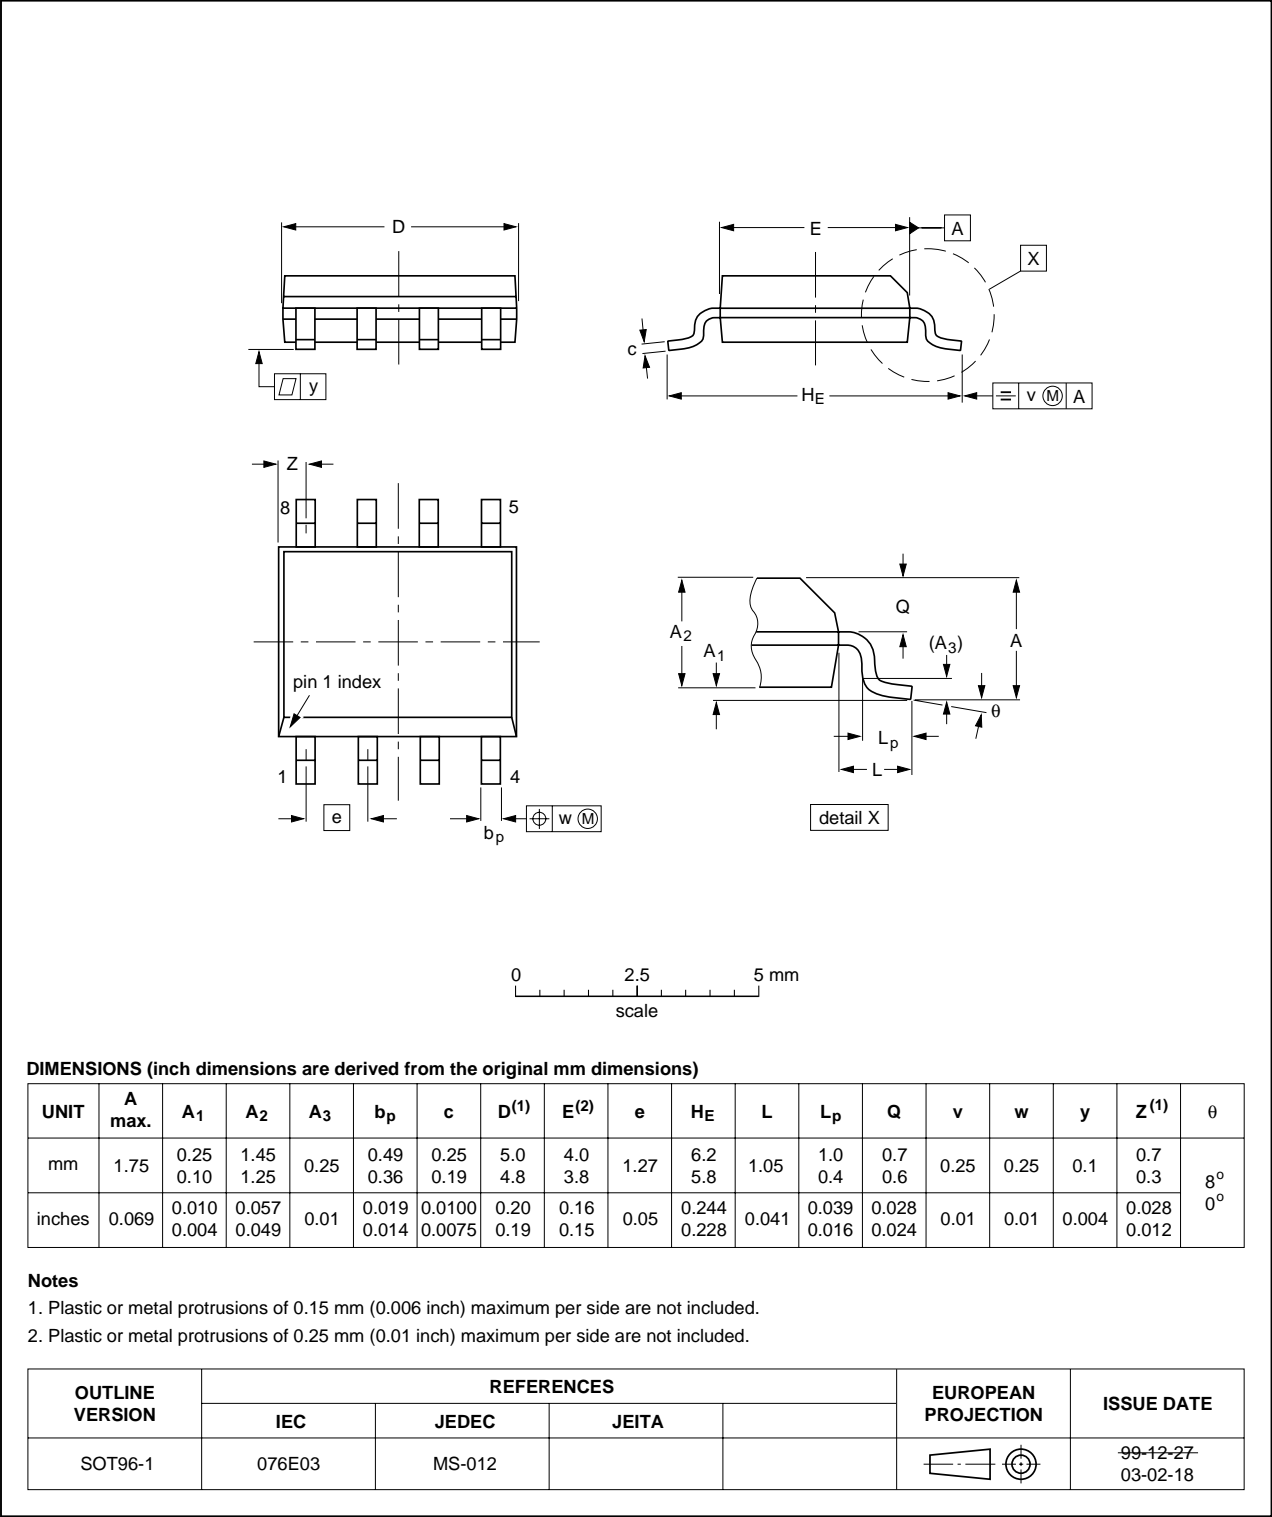 D
E
A
X
c
y
HE
v M A
Z
8
5
pin 1 index
1
4
e
bp
w M
A2
A1
Q
(A3)
A
θ
Lp
L
detail X
0 2.5 5 mm
scale
DIMENSIONS (inch dimensions are derived from the original mm dimensions)
UNIT A max. A1 A2 A3 bp c D(1) E(2) e HE L Lp Q v w y Z(1) θ
mm 1.75 0.25 0.10 1.45 1.25 0.25 0.49 0.36 0.25 0.19 5.0 4.8 4.0 3.8 1.27 6.2 5.8 1.05 1.0 0.4 0.7 0.6 0.25 0.25 0.1 0.7 0.3 8o 0o
inches 0.069 0.010 0.004 0.057 0.049 0.01 0.019 0.014 0.0100 0.0075 0.20 0.19 0.16 0.15 0.05 0.244 0.228 0.041 0.039 0.016 0.028 0.024 0.01 0.01 0.004 0.028 0.012
Notes
1. Plastic or metal protrusions of 0.15 mm (0.006 inch) maximum per side are not included.
2. Plastic or metal protrusions of 0.25 mm (0.01 inch) maximum per side are not included.
OUTLINE VERSION REFERENCES EUROPEAN PROJECTION ISSUE DATE
IEC JEDEC JEITA
SOT96-1 076E03 MS-012 99-12-27
03-02-18